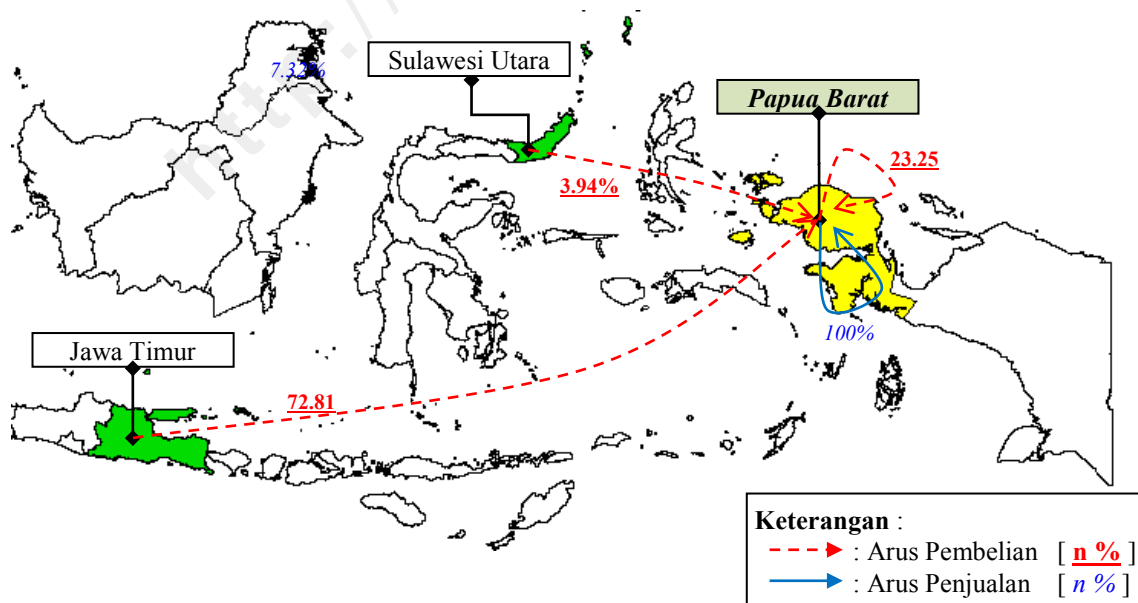 http://
7.32%
Sulawesi Utara
Papua Barat
23.25
3.94%
100%
Jawa Timur
72.81
Keterangan :
: Arus Pembelian [ n % ]
: Arus Penjualan [ n % ]